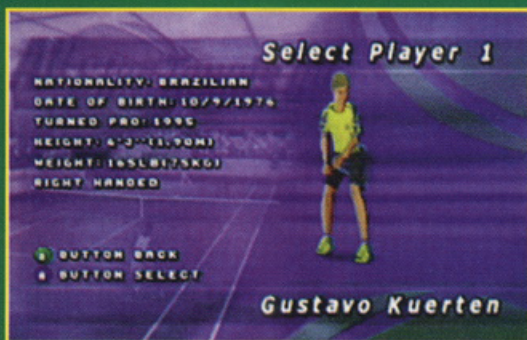 Select Player 1
NATIONALITY: BRAZILIAN
DATE OF BIRTH: 10/9/1976
TURNED PRO: 1995
HEIGHT: 6'3"(1.90M)
WEIGHT: 165LB(75KG)
RIGHT HANDED
B BUTTON BACK
A BUTTON SELECT
Gustavo Kuerten